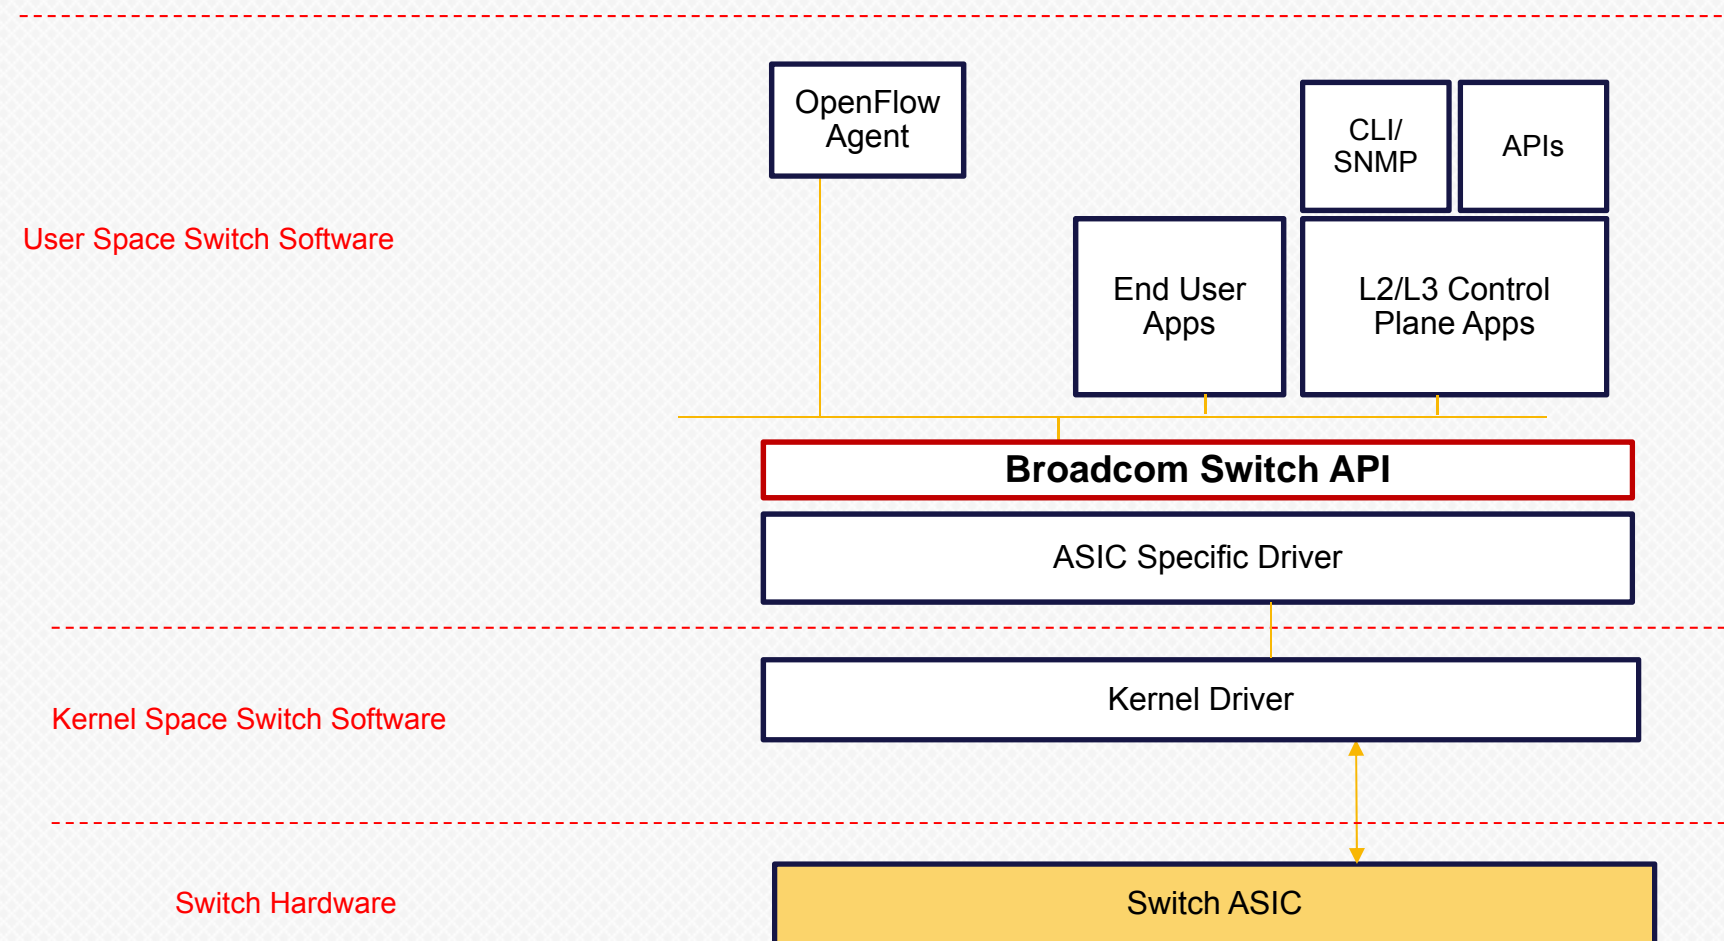 OpenFlow
Agent
CLI/
SNMP
APIs
User Space Switch Software
End User
Apps
L2/L3 Control
Plane Apps
Broadcom Switch API
ASIC Specific Driver
Kernel Space Switch Software
Kernel Driver
Switch Hardware
Switch ASIC